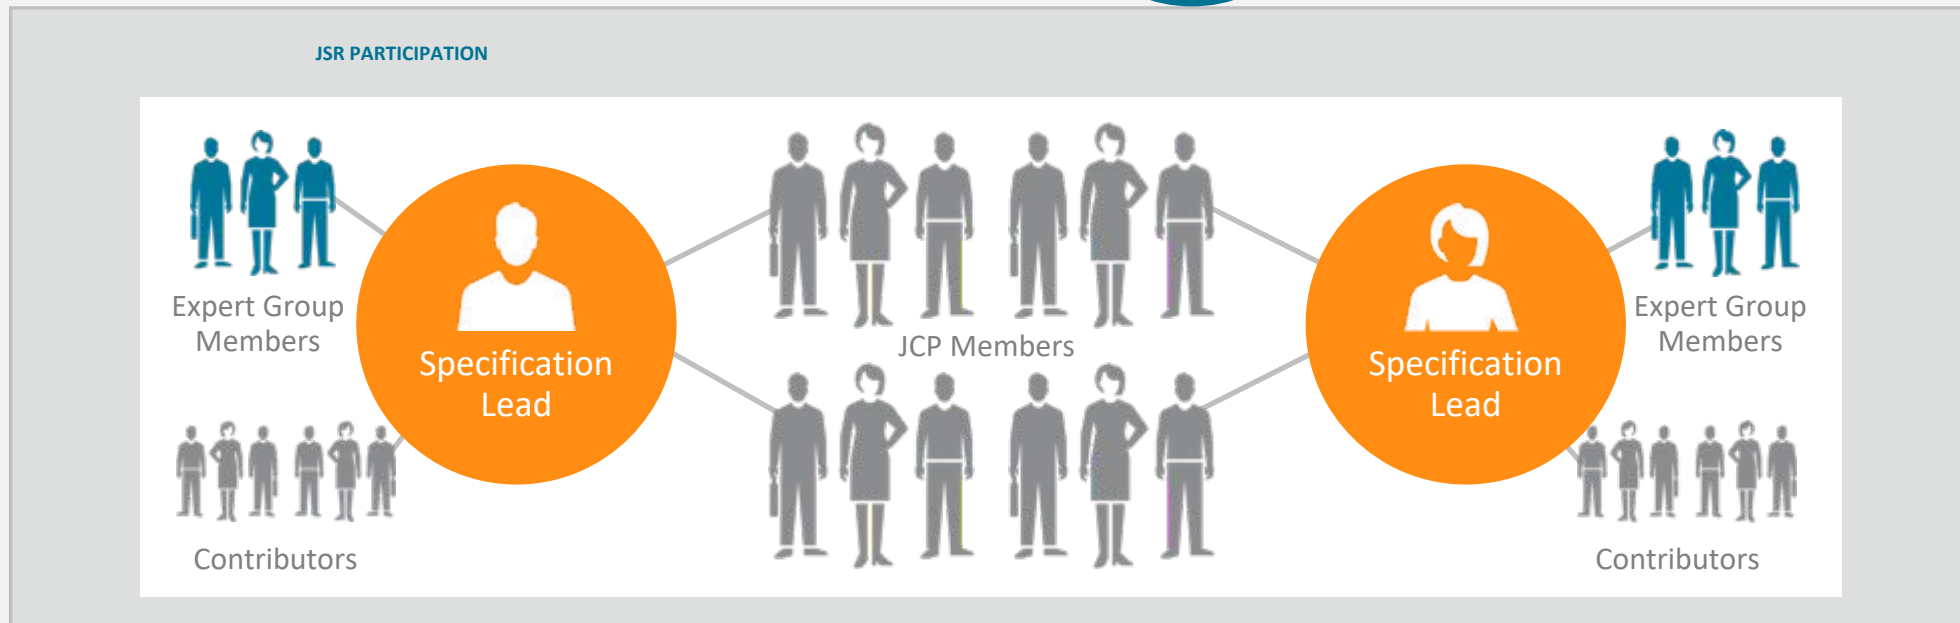 JSR PARTICIPATION
Expert Group
Members
Specification
Lead
Contributors
JCP Members
Specification
Lead
Expert Group
Members
Contributors